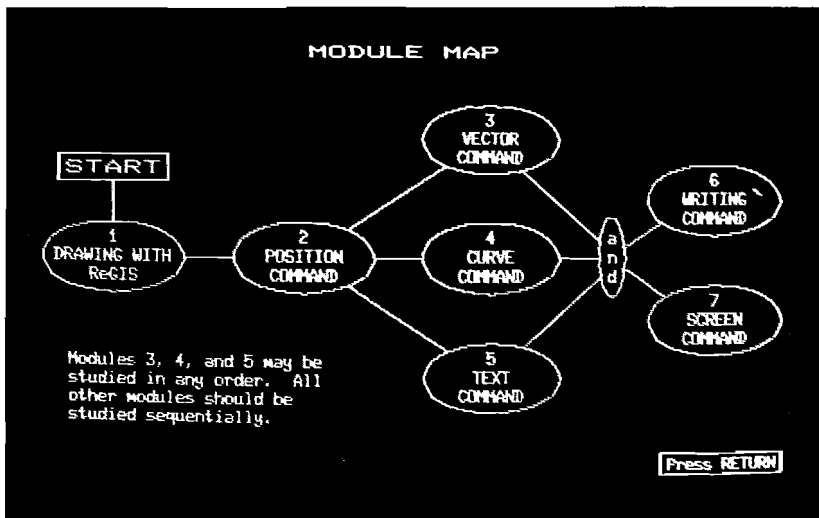 MODULE MAP
START
1
DRAWING WITH
ReGIS
2
POSITION
COMMAND
3
VECTOR
COMMAND
4
CURVE
COMMAND
5
TEXT
COMMAND
and
6
WRITING
COMMAND
7
SCREEN
COMMAND
Modules 3, 4, and 5 may be
studied in any order. All
other modules should be
studied sequentially.
Press RETURN